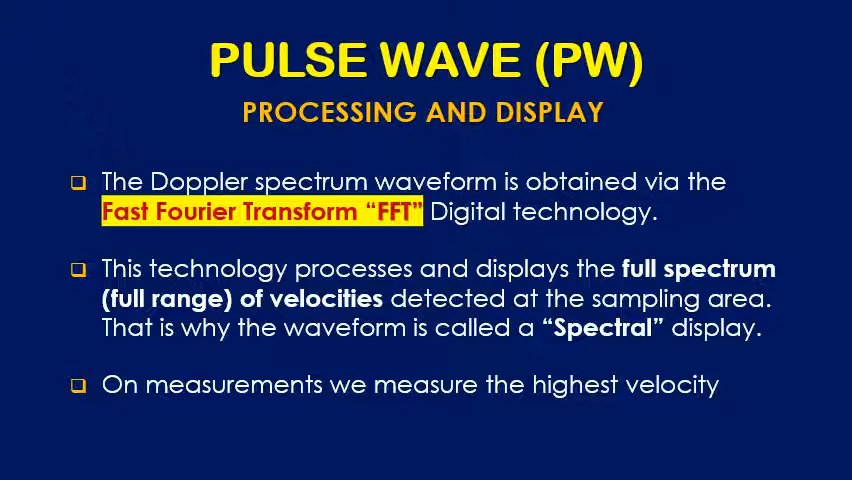 PULSE WAVE (PW)
PROCESSING AND DISPLAY
The Doppler spectrum waveform is obtained via the
Fast Fourier Transform “FFT” Digital technology.
This technology processes and displays the full spectrum
(full range) of velocities detected at the sampling area.
That is why the waveform is called a “Spectral” display.
On measurements we measure the highest velocity